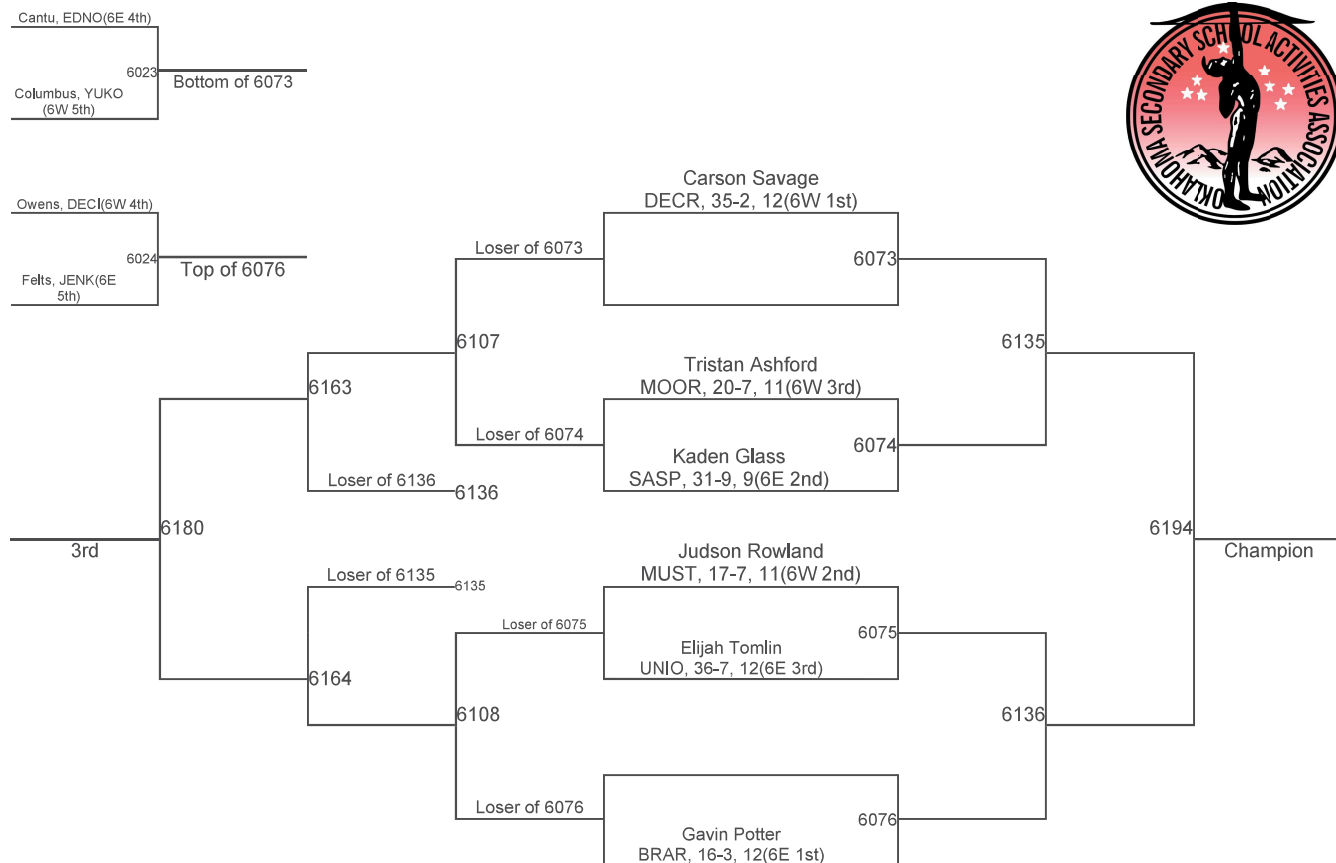 Cantu, EDNO(6E 4th)
6023
Bottom of 6073
Columbus, YUKO
(6W 5th)
OKLAHOMA SECONDARY SCHOOL ACTIVITIES ASSOCIATION
Owens, DECI(6W 4th)
6024
Top of 6076
Felts, JENK(6E
5th)
Carson Savage
DECR, 35-2, 12(6W 1st)
Loser of 6073
6073
6107
6135
Tristan Ashford
MOOR, 20-7, 11(6W 3rd)
6163
Loser of 6074
6074
Kaden Glass
SASP, 31-9, 9(6E 2nd)
Loser of 6136
6136
6180
6194
3rd
Champion
Judson Rowland
MUST, 17-7, 11(6W 2nd)
Loser of 6135
6135
Loser of 6075
6075
Elijah Tomlin
UNIO, 36-7, 12(6E 3rd)
6164
6108
6136
Loser of 6076
6076
Gavin Potter
BRAR, 16-3, 12(6E 1st)